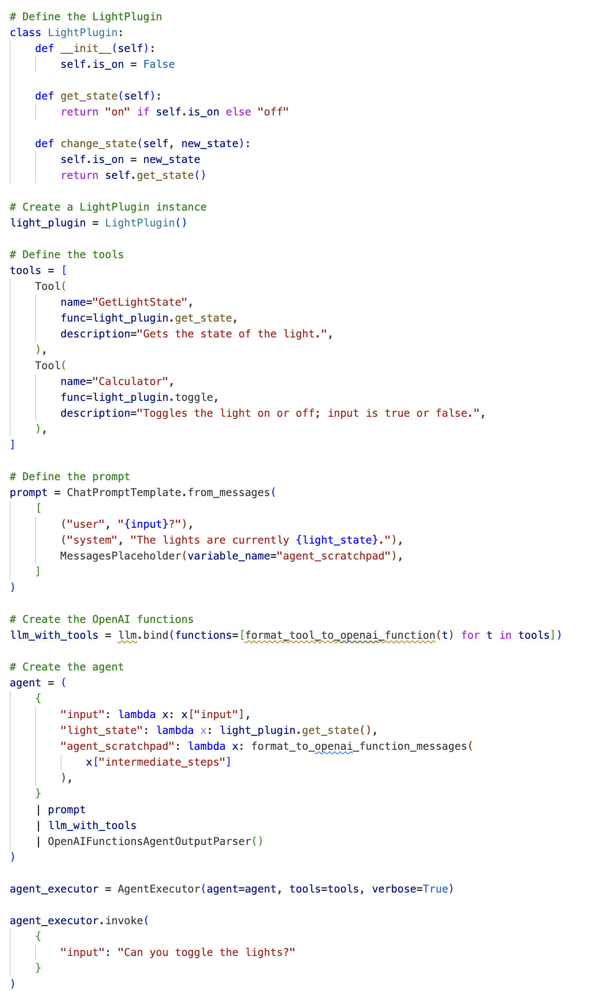 # Define the LightPlugin
class LightPlugin:
    def __init__(self):
        self.is_on = False

    def get_state(self):
        return "on" if self.is_on else "off"

    def change_state(self, new_state):
        self.is_on = new_state
        return self.get_state()

# Create a LightPlugin instance
light_plugin = LightPlugin()

# Define the tools
tools = [
    Tool(
        name="GetLightState",
        func=light_plugin.get_state,
        description="Gets the state of the light.",
    ),
    Tool(
        name="Calculator",
        func=light_plugin.toggle,
        description="Toggles the light on or off; input is true or false.",
    ),
]

# Define the prompt
prompt = ChatPromptTemplate.from_messages(
    [
        ("user", "{input}?"),
        ("system", "The lights are currently {light_state}."),
        MessagesPlaceholder(variable_name="agent_scratchpad"),
    ]
)

# Create the OpenAI functions
llm_with_tools = llm.bind(functions=[format_tool_to_openai_function(t) for t in tools])

# Create the agent
agent = (
    {
        "input": lambda x: x["input"],
        "light_state": lambda x: light_plugin.get_state(),
        "agent_scratchpad": lambda x: format_to_openai_function_messages(
            x["intermediate_steps"]
        ),
    }
    | prompt
    | llm_with_tools
    | OpenAIFunctionsAgentOutputParser()
)

agent_executor = AgentExecutor(agent=agent, tools=tools, verbose=True)

agent_executor.invoke(
    {
        "input": "Can you toggle the lights?"
    }
)